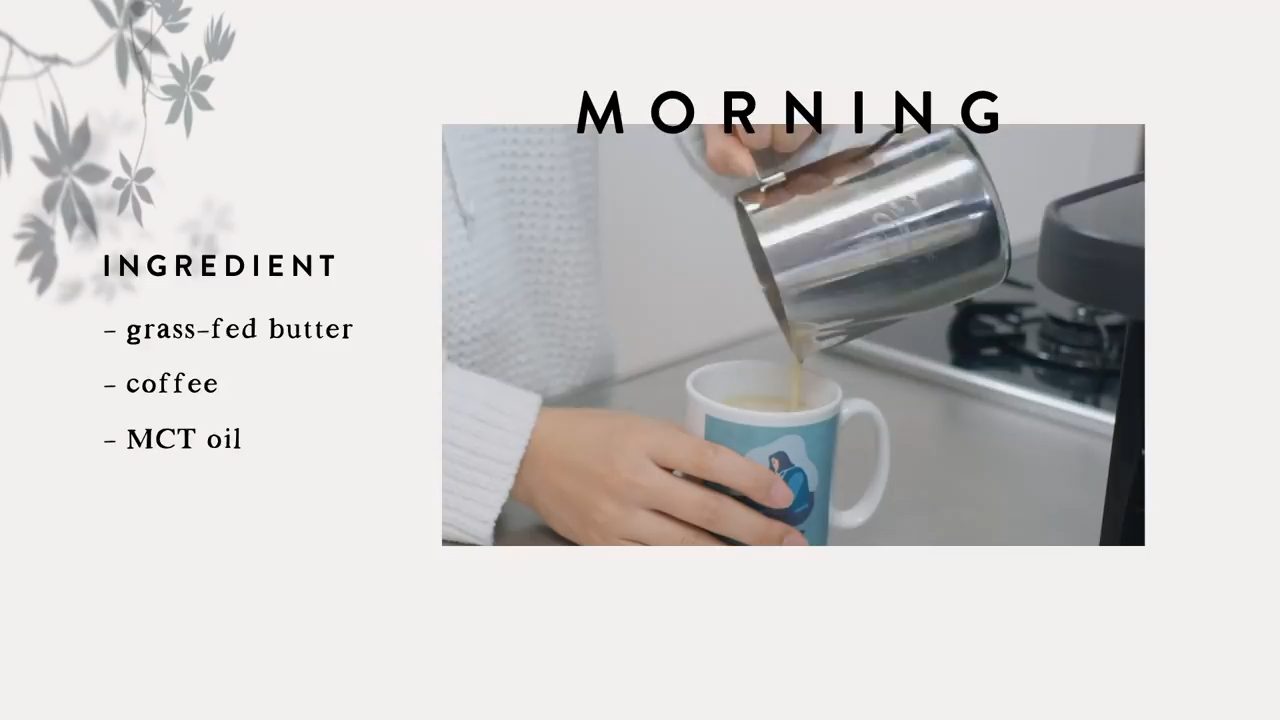 MORNING
INGREDIENT
- grass-fed butter
- coffee
- MCT oil